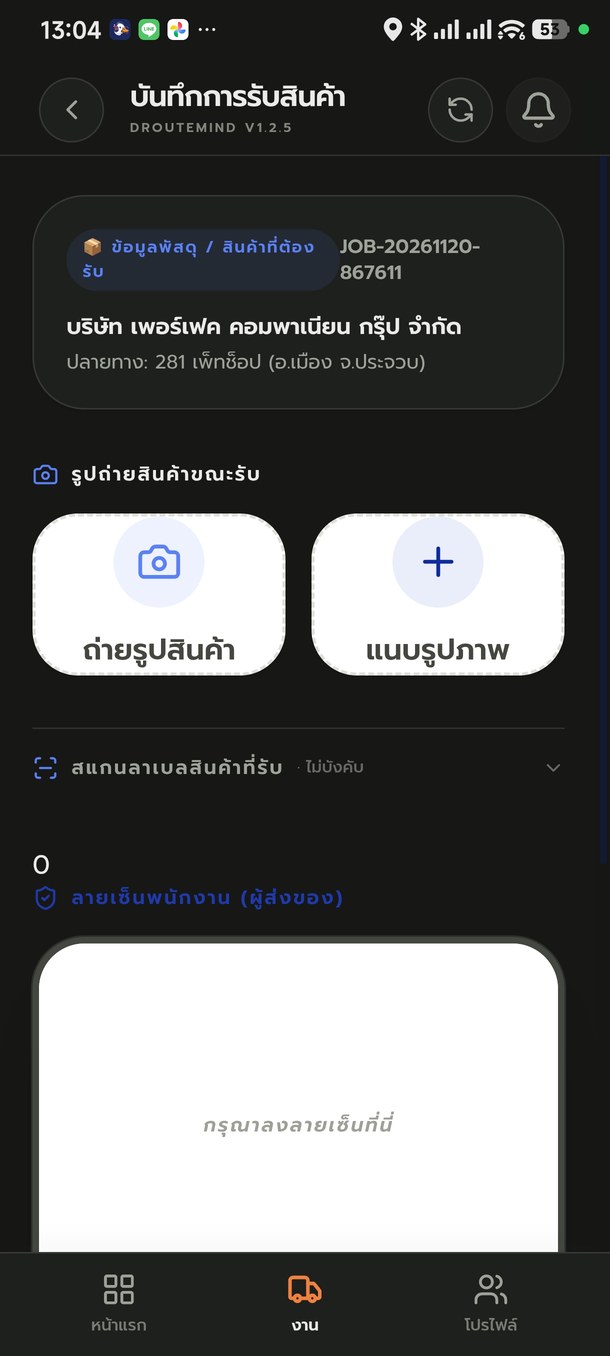 13:04
53
บันทึกการรับสินค้า
DROUTEMIND V1.2.5
📦 ข้อมูลพัสดุ / สินค้าที่ต้อง
รับ
JOB-20261120-
867611
บริษัท เพอร์เฟค คอมพาเนียน กรุ๊ป จำกัด
ปลายทาง: 281 เพ็ทช็อป (อ.เมือง จ.ประจวบ)
รูปถ่ายสินค้าขณะรับ
ถ่ายรูปสินค้า
แนบรูปภาพ
สแกนลาเบลสินค้าที่รับ · ไม่บังคับ
0
ลายเซ็นพนักงาน (ผู้ส่งของ)
กรุณาลงลายเซ็นที่นี่
หน้าแรก
งาน
โปรไฟล์